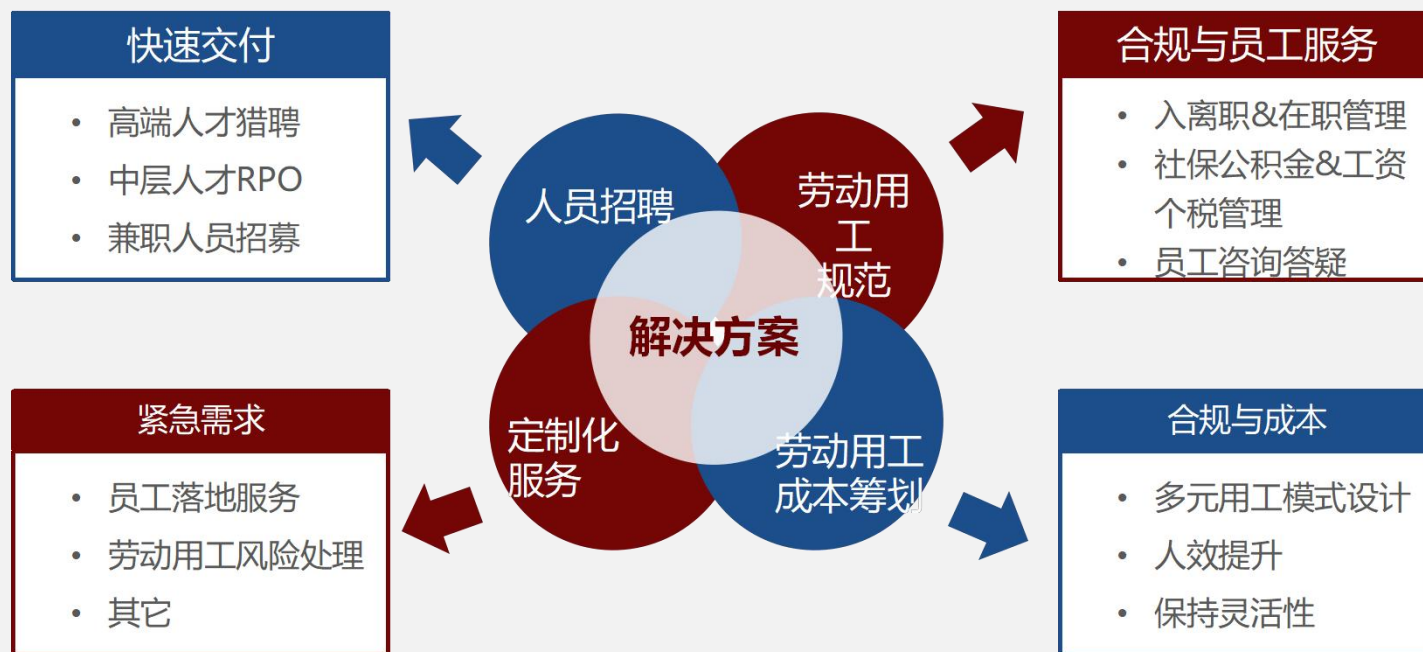 快速交付
• 高端人才猎聘
• 中层人才RPO
• 兼职人员招募
合规与员工服务
• 入离职&在职管理
• 社保公积金&工资
个税管理
• 员工咨询答疑
人员招聘
劳动用
工
规范
解决方案
定制化
服务
劳动用工
成本筹划
紧急需求
• 员工落地服务
• 劳动用工风险处理
• 其它
合规与成本
• 多元用工模式设计
• 人效提升
• 保持灵活性